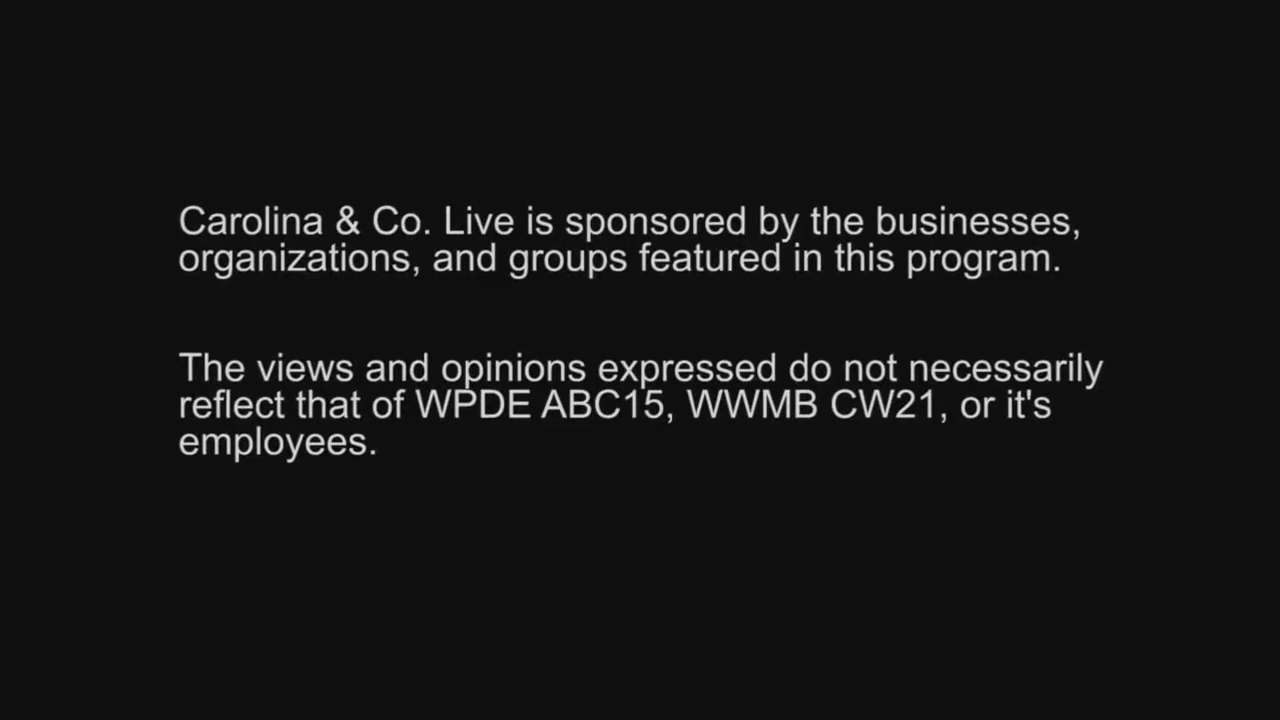 Carolina & Co. Live is sponsored by the businesses,
organizations, and groups featured in this program.
The views and opinions expressed do not necessarily
reflect that of WPDE ABC15, WWMB CW21, or it's
employees.